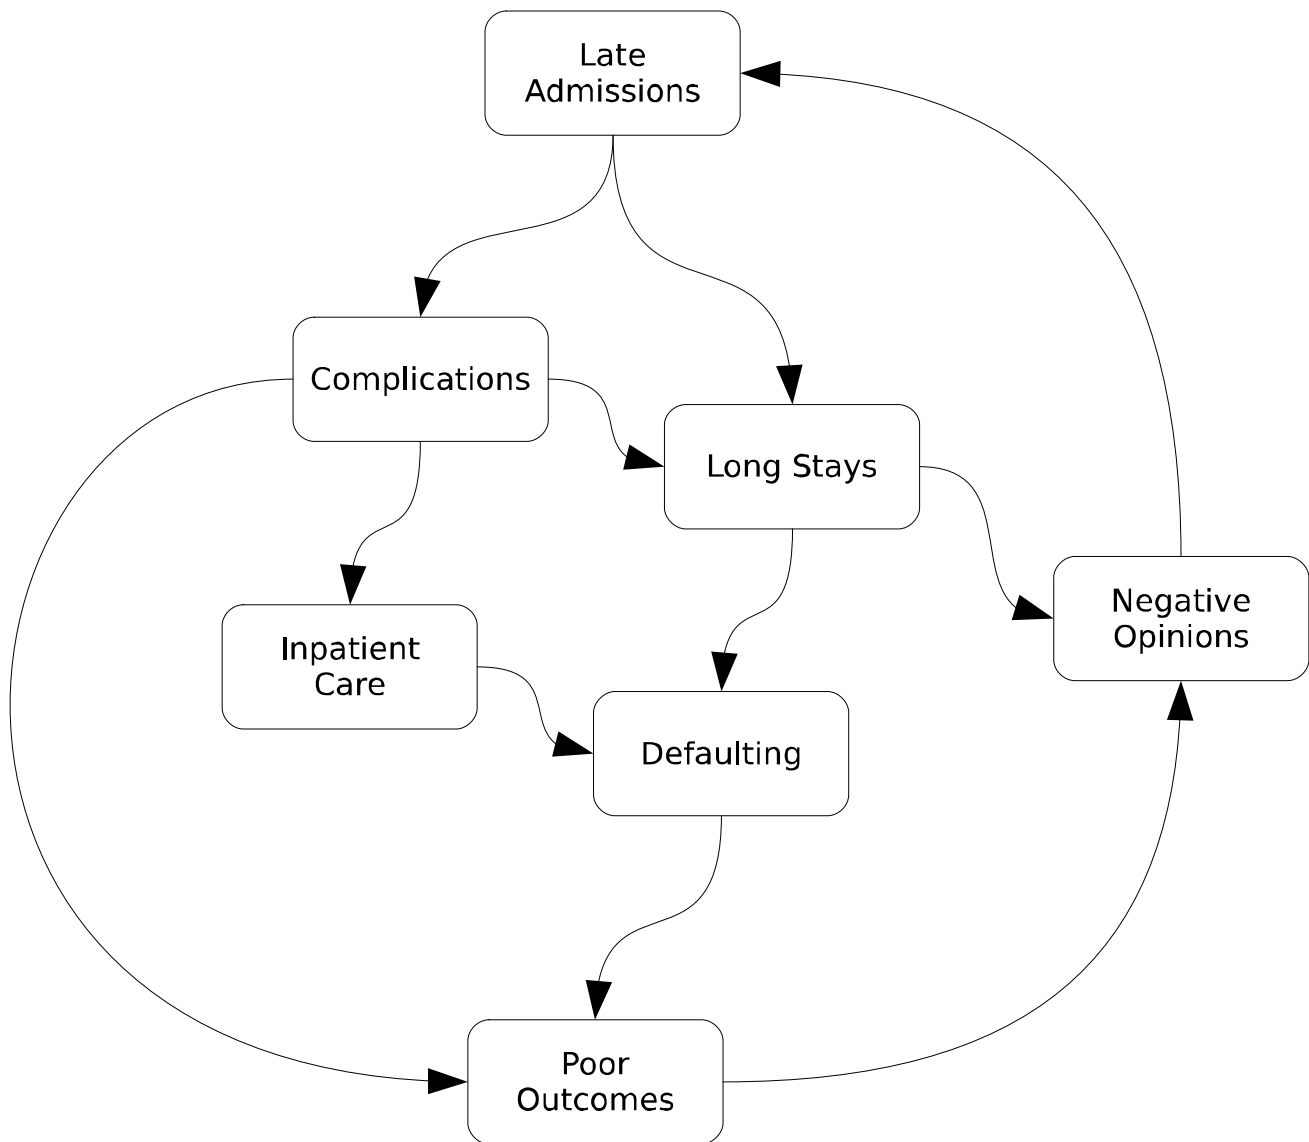 Late
Admissions
Complications
Long Stays
Negative
Opinions
Inpatient
Care
Defaulting
Poor
Outcomes